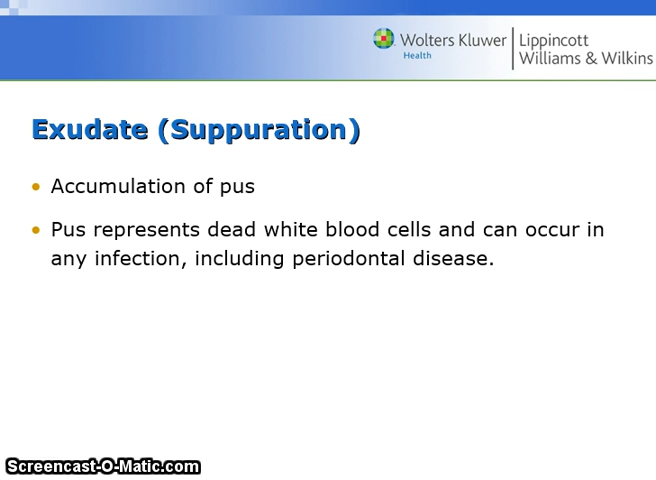 Wolters Kluwer
Health
Lippincott
Williams & Wilkins
Exudate (Suppuration)
• Accumulation of pus
• Pus represents dead white blood cells and can occur in
any infection, including periodontal disease.
Screencast-O-Matic.com